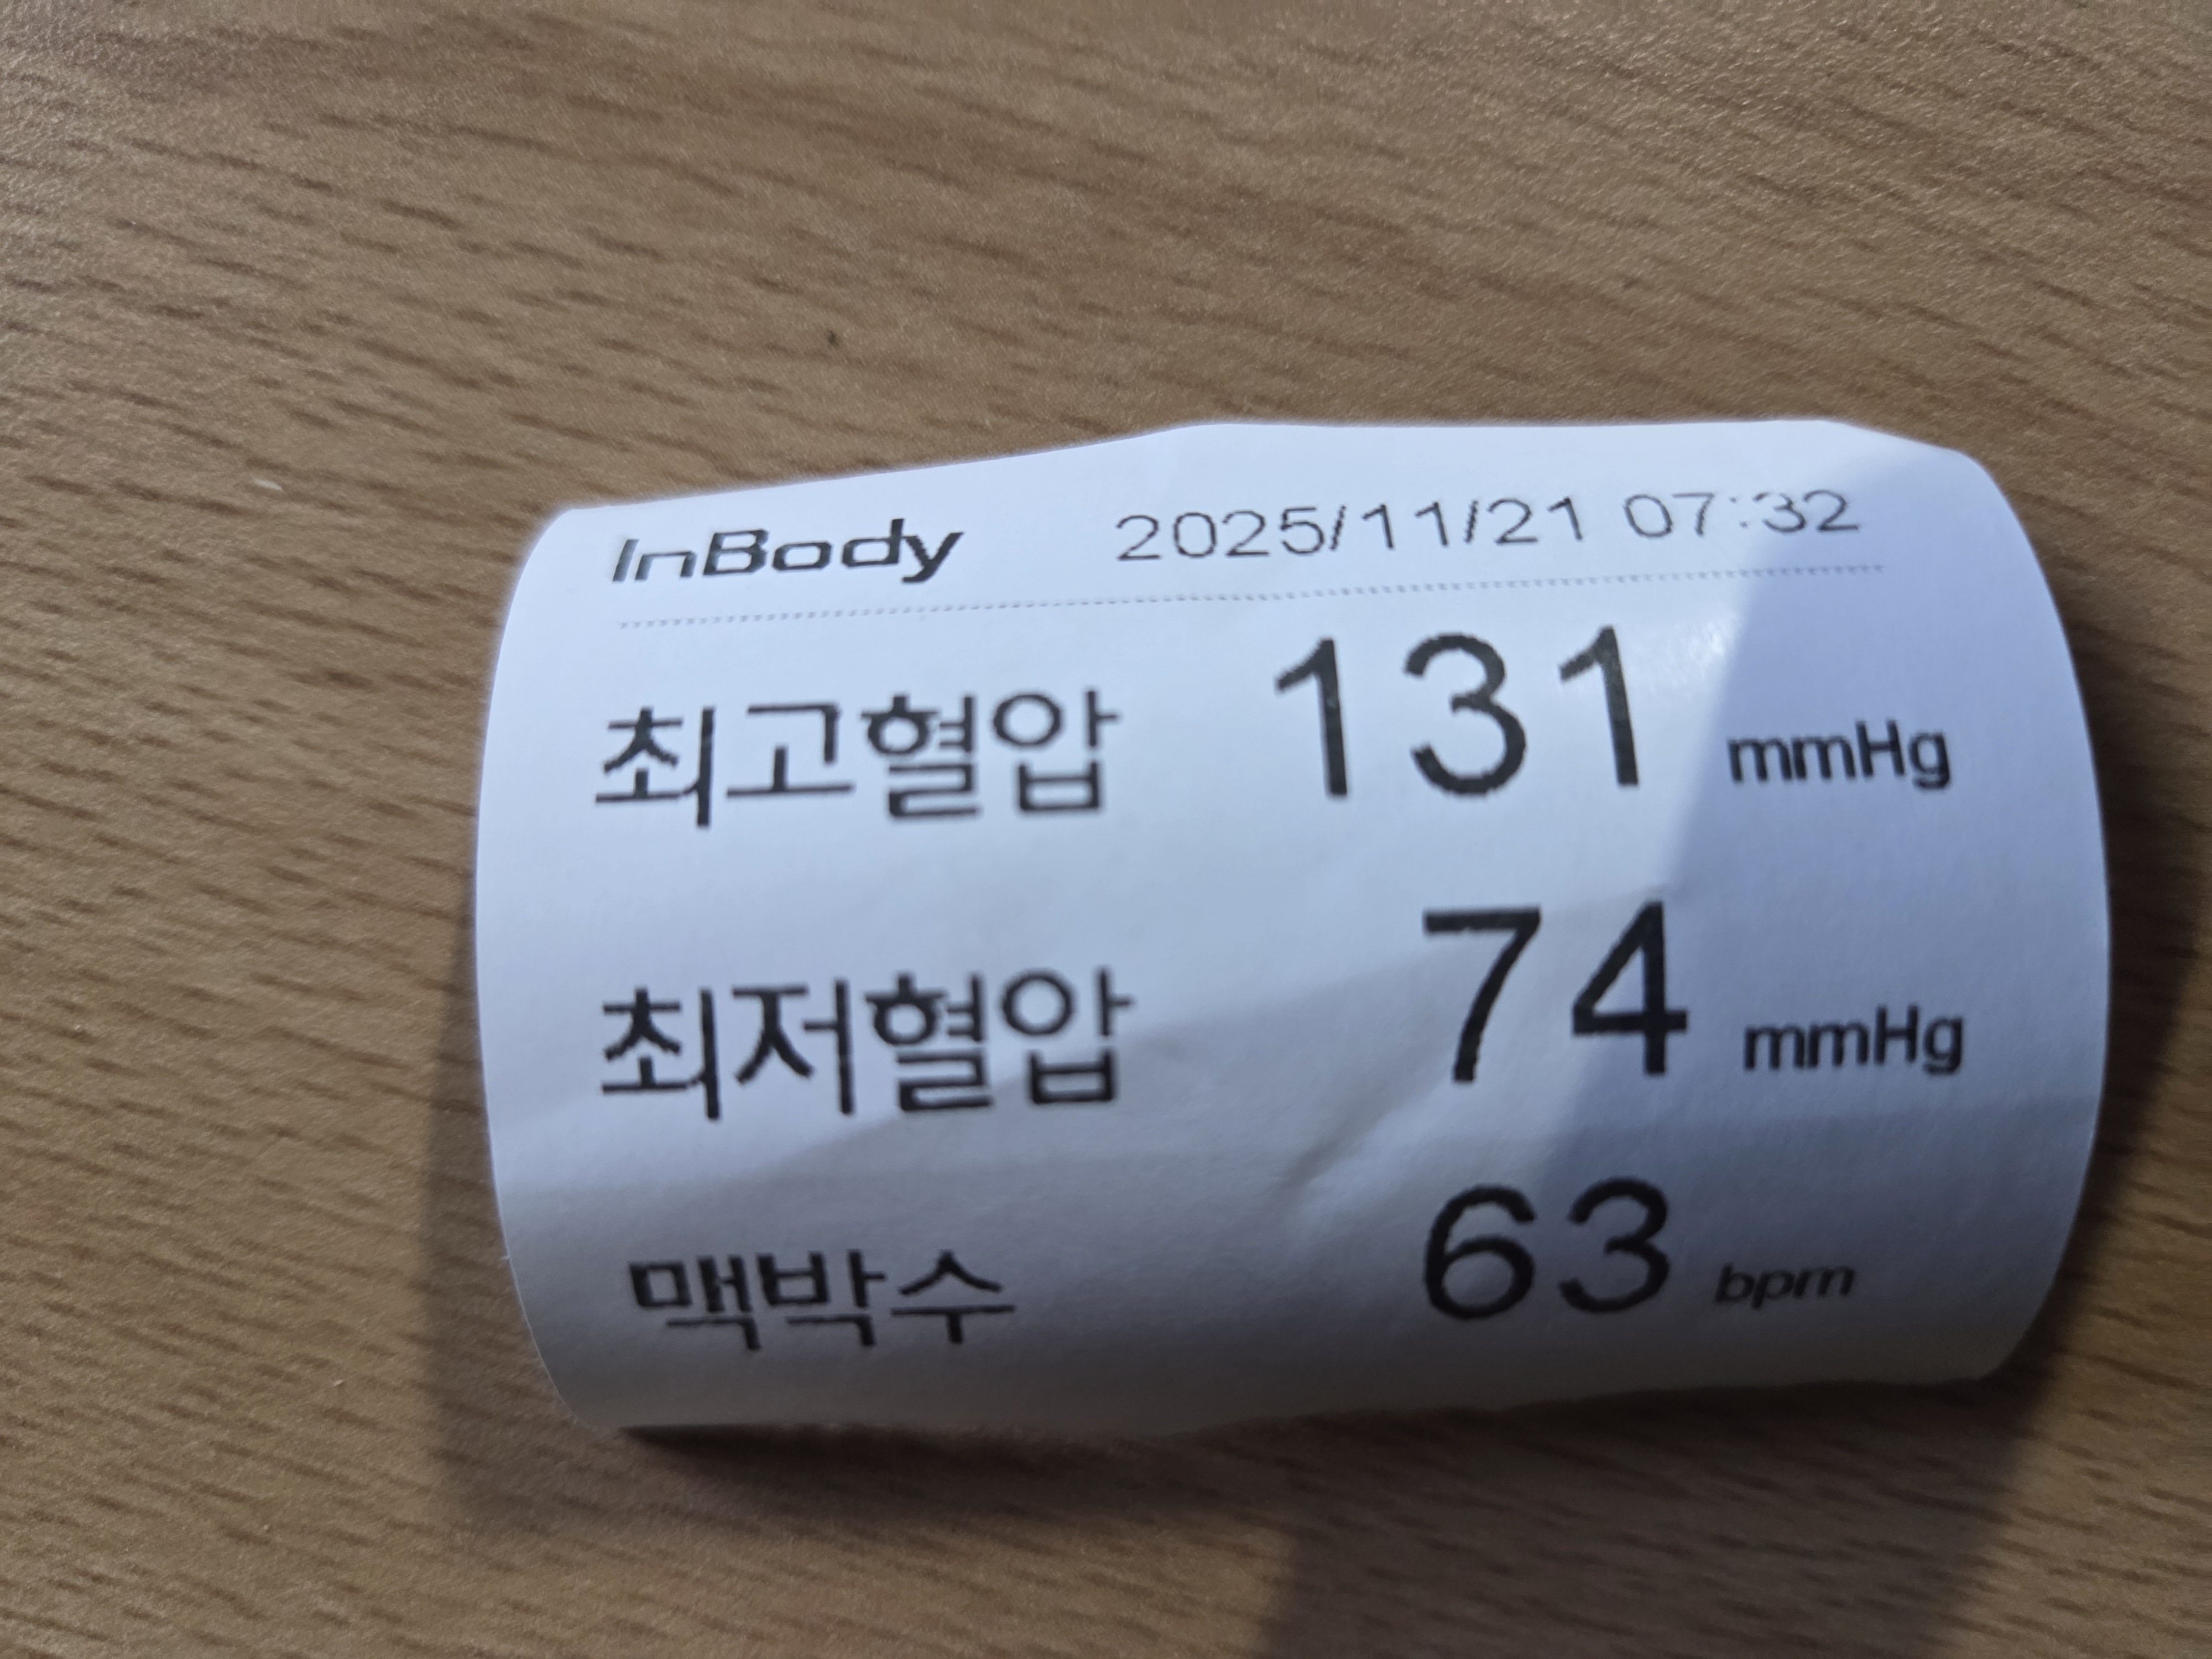 InBody 2025/11/21 07:32
최고혈압 131 mmHg
최저혈압 74 mmHg
맥박수 63 bpm